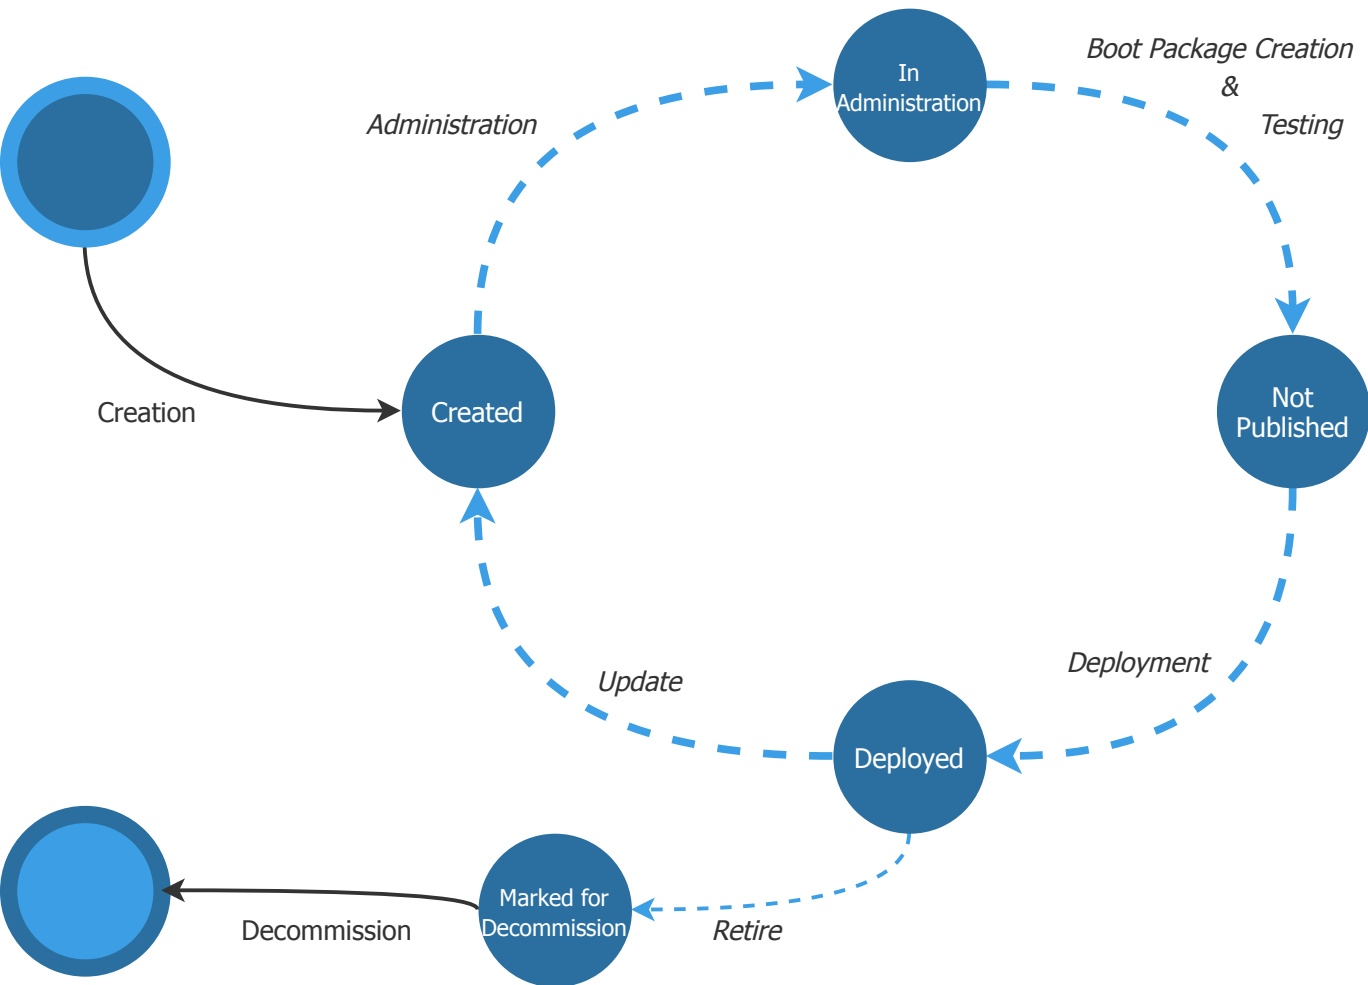 In
Administration
Boot Package Creation
&
Testing
Administration
Creation
Created
Not
Published
Update
Deployment
Deployed
Marked for
Decommission
Decommission
Retire